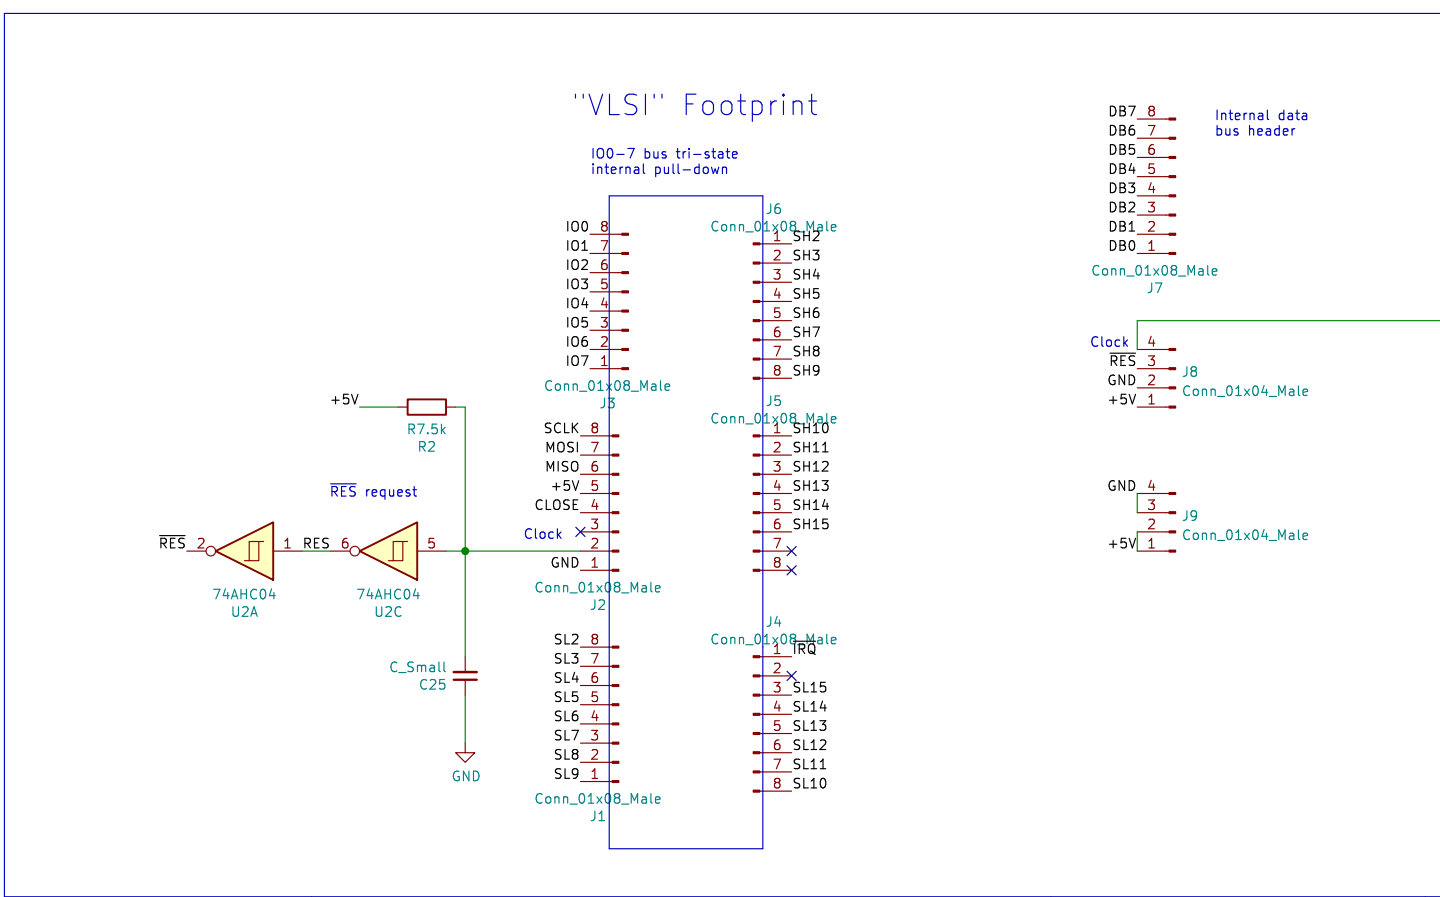 "VLSI" Footprint
IO0-7 bus tri-state
internal pull-down
IO0 8
IO1 7
IO2 6
IO3 5
IO4 4
IO5 3
IO6 2
IO7 1
Conn_01x08_Male
J3
J6
Conn_01x08_Male
1 SH2
2 SH3
3 SH4
4 SH5
5 SH6
6 SH7
7 SH8
8 SH9
J5
Conn_01x08_Male
1 SH10
2 SH11
3 SH12
4 SH13
5 SH14
6 SH15
7
8
SCLK 8
MOSI 7
MISO 6
+5V 5
CLOSE 4
Clock 3
2
GND 1
Conn_01x08_Male
J2
+5V
R7.5k
R2
RES request
RES 2
1 RES 6
5
74AHC04
U2A
74AHC04
U2C
C_Small
C25
GND
SL2 8
SL3 7
SL4 6
SL5 5
SL6 4
SL7 3
SL8 2
SL9 1
Conn_01x08_Male
J1
J4
Conn_01x08_Male
1 IRQ
2
3 SL15
4 SL14
5 SL13
6 SL12
7 SL11
8 SL10
DB7 8
DB6 7
DB5 6
DB4 5
DB3 4
DB2 3
DB1 2
DB0 1
Conn_01x08_Male
J7
Internal data
bus header
Clock 4
RES 3
GND 2
+5V 1
J8
Conn_01x04_Male
GND 4
3
2
+5V 1
J9
Conn_01x04_Male